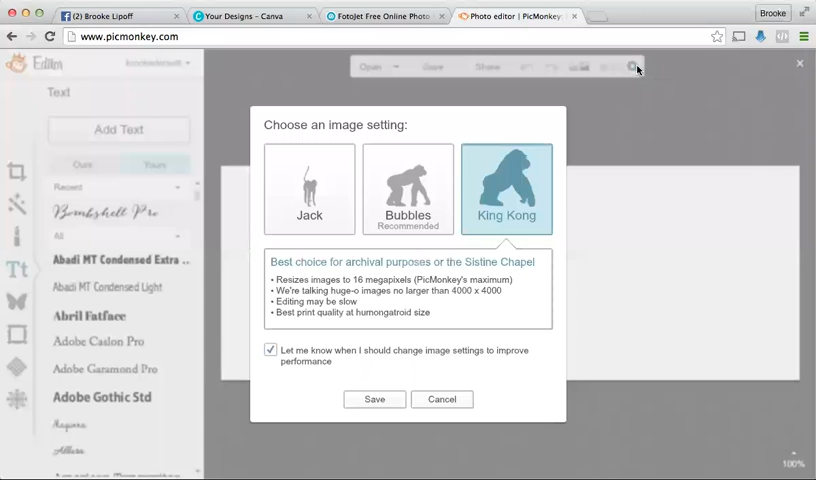 (2) Brooke Lipoff
Your Designs – Canva
FotoJet Free Online Photo
Photo editor | PicMonkey:
Brooke
www.picmonkey.com
Editor
Open
Save
Share
Text
Add Text
Ours
Yours
Recent
Bombshell Pro
All
Abadi MT Condensed Extra ..
Abadi MT Condensed Light
Abril Fatface
Adobe Caslon Pro
Adobe Garamond Pro
Adobe Gothic Std
Choose an image setting:
Jack
Bubbles
Recommended
King Kong
Best choice for archival purposes or the Sistine Chapel
• Resizes images to 16 megapixels (PicMonkey's maximum)
• We're talking huge-o images no larger than 4000 x 4000
• Editing may be slow
• Best print quality at humongatroid size
Let me know when I should change image settings to improve
performance
Save
Cancel
100%